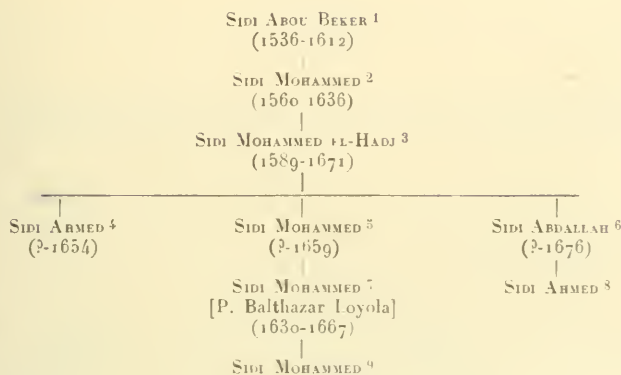 SIDI ABOU BEKER 1
(1536-1612)
SIDI MOHAMMED 2
(1560 1636)
SIDI MOHAMMED EL-HADJ 3
(1589-1671)
SIDI AHMED 4 SIDI MOHAMMED 5 SIDI ABDALLAH 6
(?-1654) (?-1659) (?-1676)
SIDI MOHAMMED 7 SIDI AHMED 8
[P. Balthazar Loyola]
(1630-1667)
SIDI MOHAMMED 9